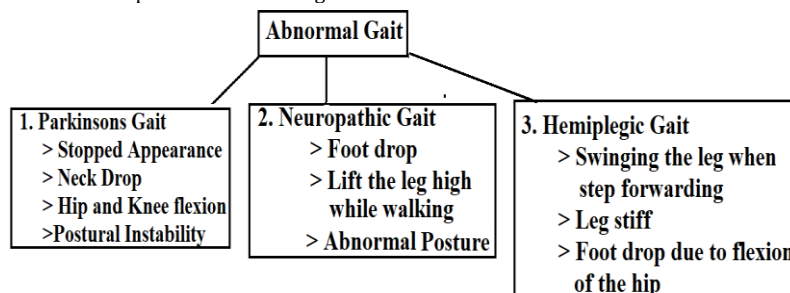 Abnormal Gait
1. Parkinsons Gait
> Stopped Appearance
> Neck Drop
> Hip and Knee flexion
>Postural Instability
2. Neuropathic Gait
> Foot drop
> Lift the leg high
while walking
> Abnormal Posture
3. Hemiplegic Gait
> Swinging the leg when
step forwarding
> Leg stiff
> Foot drop due to flexion
of the hip